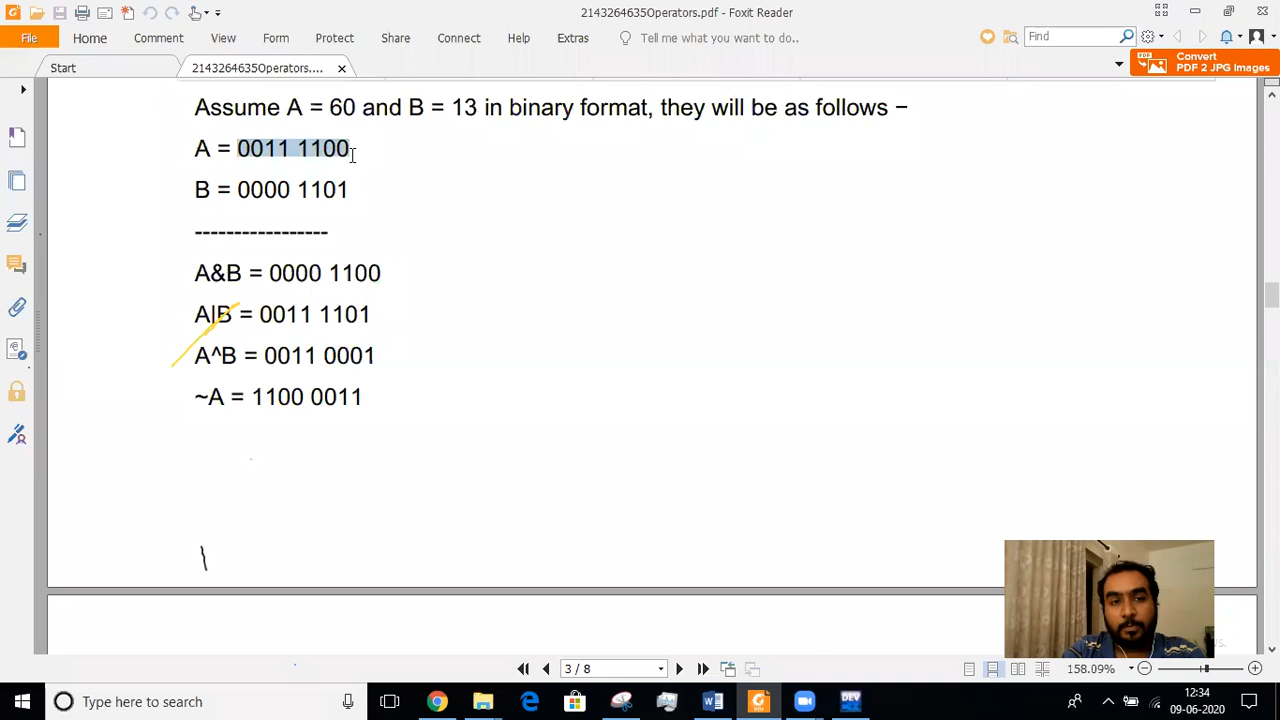 2143264635Operators.pdf - Foxit Reader
File Home Comment View Form Protect Share Connect Help Extras Tell me what you want to do.. Find
Start 2143264635Operators.... Convert
PDF 2 JPG Images
Assume A = 60 and B = 13 in binary format, they will be as follows −
A = 0011 1100
B = 0000 1101
-----------------
A&B = 0000 1100
A|B = 0011 1101
A^B = 0011 0001
~A = 1100 0011
3 / 8 158.09%
Type here to search DEV 12:34
09-06-2020